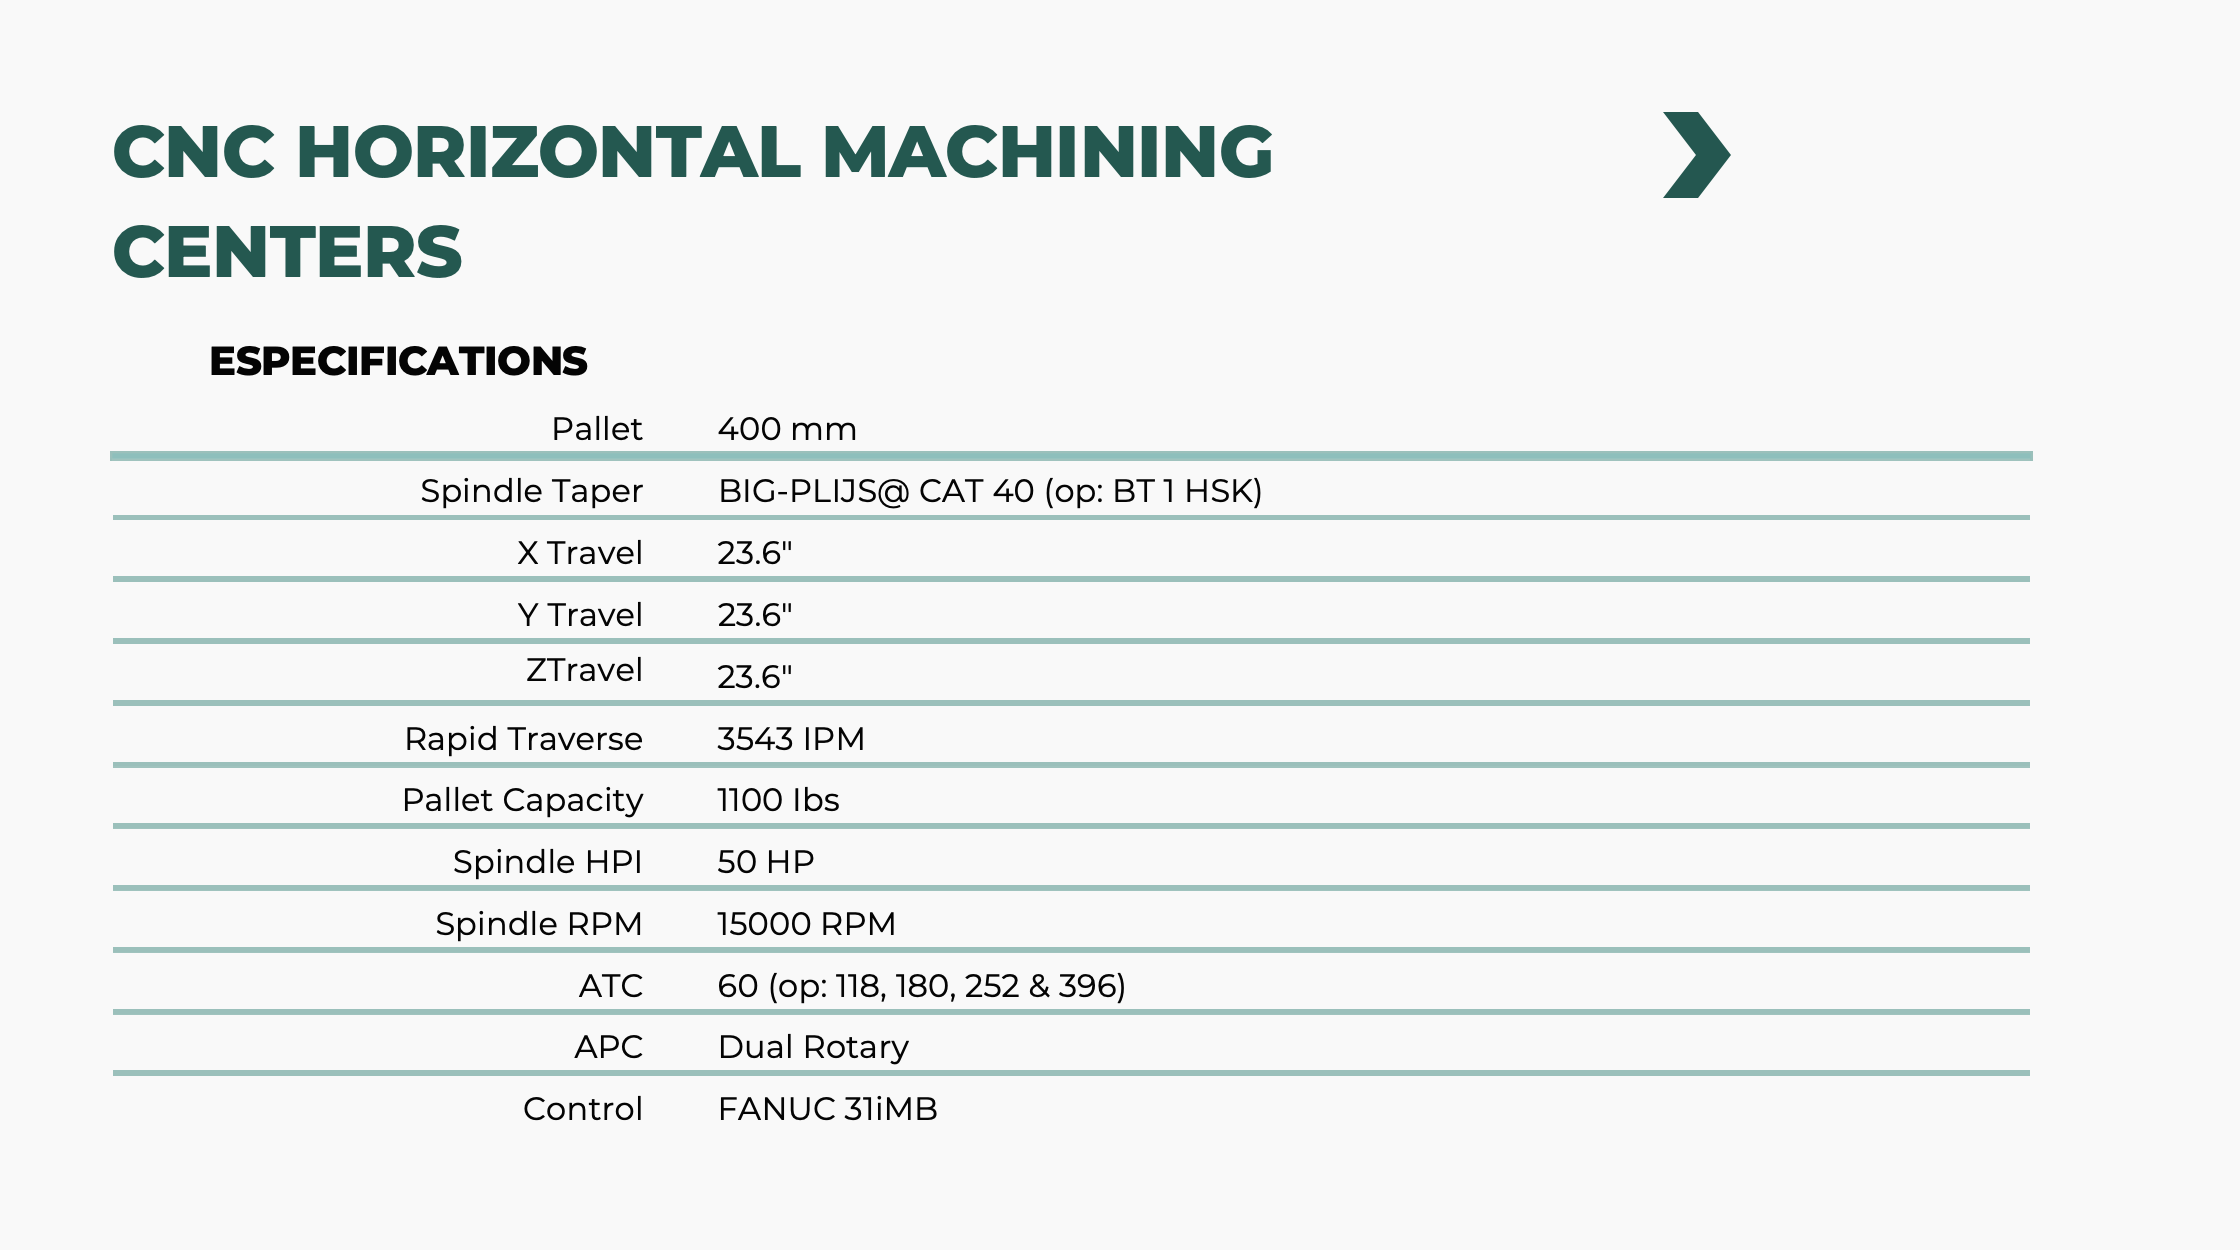 CNC HORIZONTAL MACHINING
CENTERS
ESPECIFICATIONS
Pallet 400 mm
Spindle Taper BIG-PLIJS@ CAT 40 (op: BT 1 HSK)
X Travel 23.6"
Y Travel 23.6"
ZTravel 23.6"
Rapid Traverse 3543 IPM
Pallet Capacity 1100 Ibs
Spindle HPI 50 HP
Spindle RPM 15000 RPM
ATC 60 (op: 118, 180, 252 & 396)
APC Dual Rotary
Control FANUC 31iMB